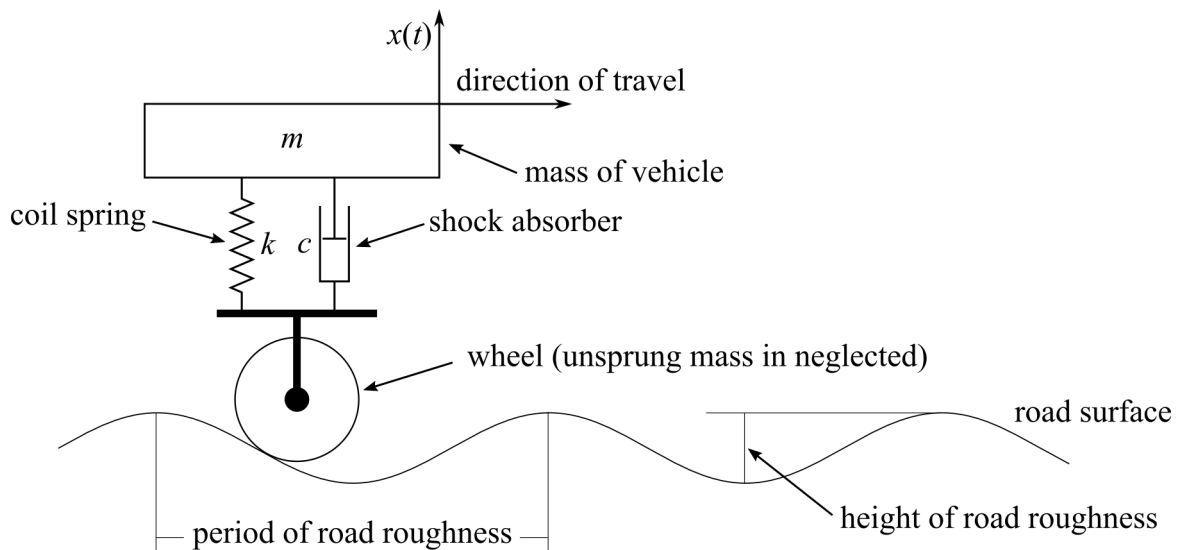 x(t)
direction of travel
m
mass of vehicle
coil spring
shock absorber
k
c
wheel (unsprung mass in neglected)
road surface
height of road roughness
period of road roughness